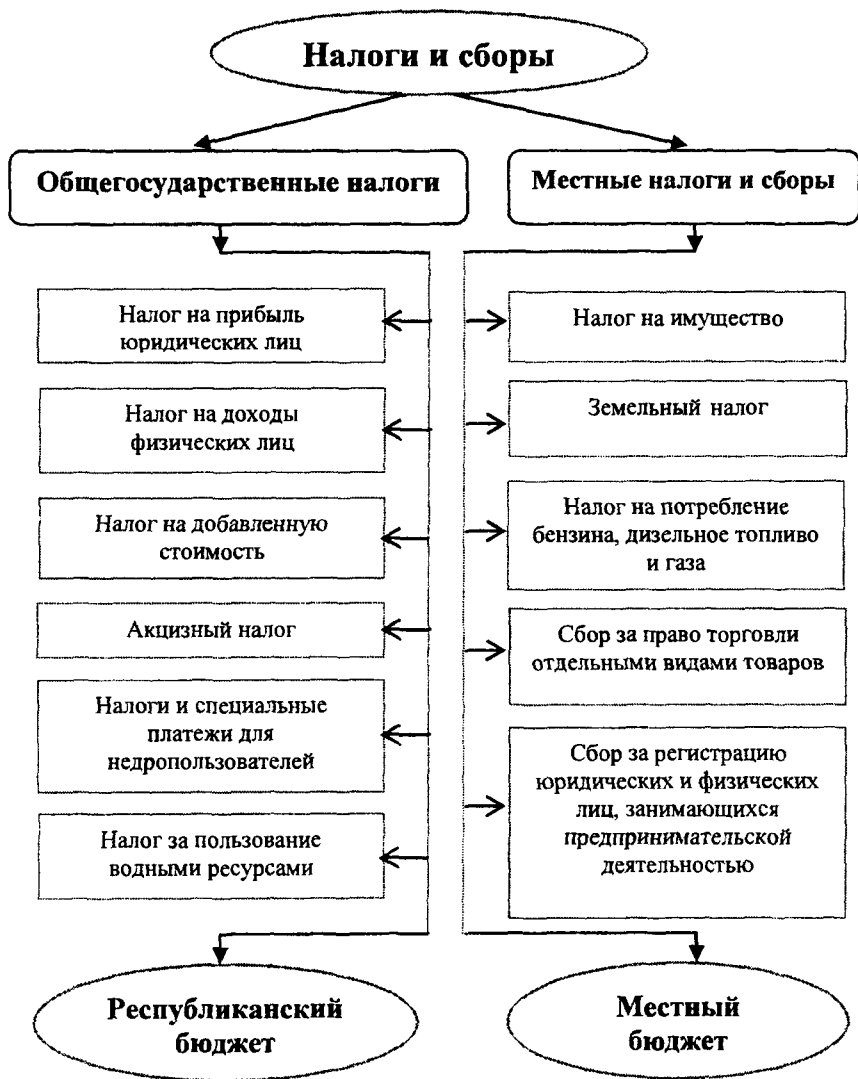 Налоги и сборы
Общегосударственные налоги
Местные налоги и сборы
Налог на прибыль
юридических лиц
Налог на доходы
физических лиц
Налог на добавленную
стоимость
Акцизный налог
Налоги и специальные
платежи для
недропользователей
Налог за пользование
водными ресурсами
Республиканский
бюджет
Налог на имущество
Земельный налог
Налог на потребление
бензина, дизельное топливо
и газа
Сбор за право торговли
отдельными видами товаров
Сбор за регистрацию
юридических и физических
лиц, занимающихся
предпринимательской
деятельностью
Местный
бюджет